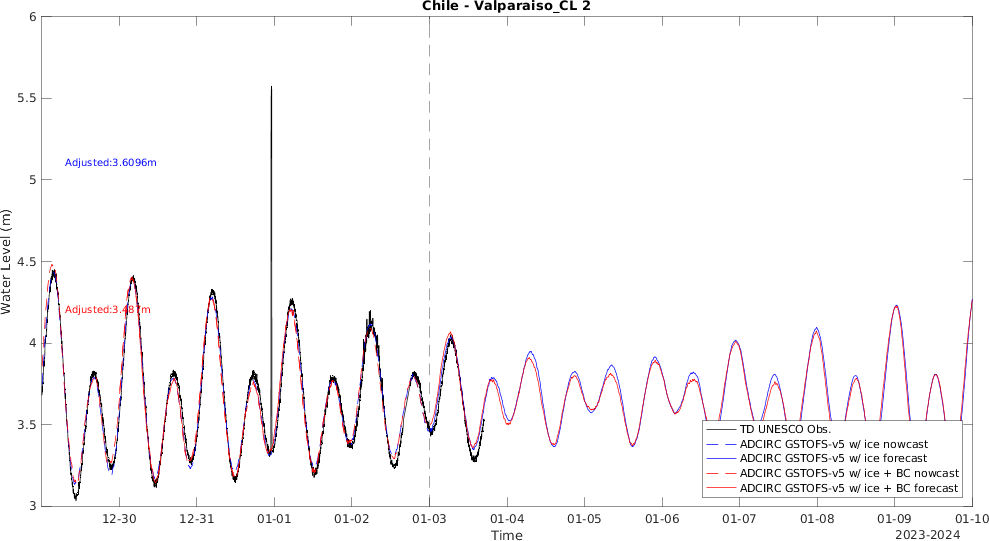 Chile - Valparaiso_CL 2
6
5.5
5
4.5
4
3.5
3
Water Level (m)
Adjusted:3.6096m
Adjusted:3.487m
TD UNESCO Obs.
ADCIRC GSTOFS-v5 w/ ice nowcast
ADCIRC GSTOFS-v5 w/ ice forecast
ADCIRC GSTOFS-v5 w/ ice + BC nowcast
ADCIRC GSTOFS-v5 w/ ice + BC forecast
12-30 12-31 01-01 01-02 01-03 01-04 01-05 01-06 01-07 01-08 01-09 01-10
Time
2023-2024